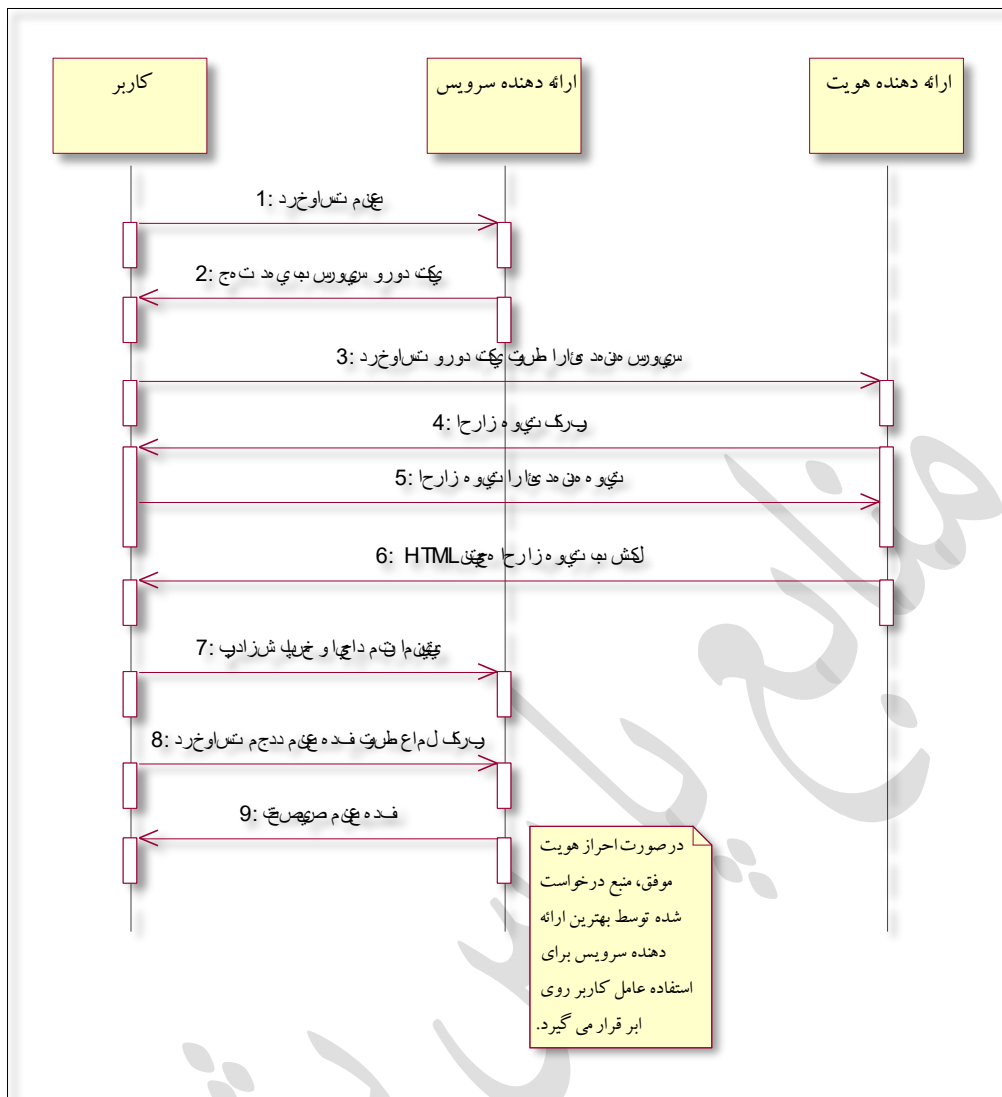 کاربر
ارائه دهنده سرویس
ارائه دهنده هویت
1: درخواست منبع
2: جهت دهی به سرویس ورود تکی
3: درخواست ورود تکی توسط ارائه دهنده سرویس
4: احراز هویت کاربر
5: احراز هویت ارائه دهنده هویت
6: نتیجه احراز هویت به شکل HTML
7: پردازش پاسخ و ایجاد متن امنیتی
8: درخواست مجدد منبع هدف توسط عامل کاربر
9: تخصیص منبع هدف
در صورت احراز هویت
موفق، منبع درخواست
شده توسط بهترین ارائه
دهنده سرویس برای
استفاده عامل کاربر روی
ابر قرار می گیرد.